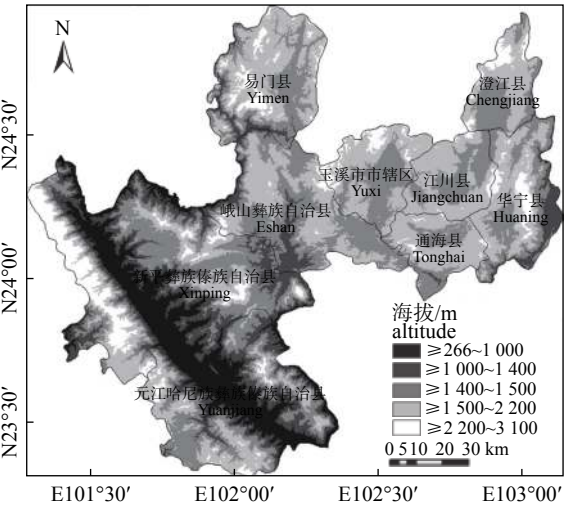 N
易门县
Yimen
澄江县
Chengjiang
N24°30′
玉溪市市辖区
Yuxi
江川县
Jiangchuan
华宁县
Huaning
峨山彝族自治县
Eshan
通海县
Tonghai
N24°00′
新平彝族傣族自治县
Xinping
海拔/m
altitude
≥266~1 000
≥1 000~1 400
≥1 400~1 500
≥1 500~2 200
≥2 200~3 100
元江哈尼族彝族傣族自治县
Yuanjiang
N23°30′
0 5 10 20 30 km
E101°30′ E102°00′ E102°30′ E103°00′